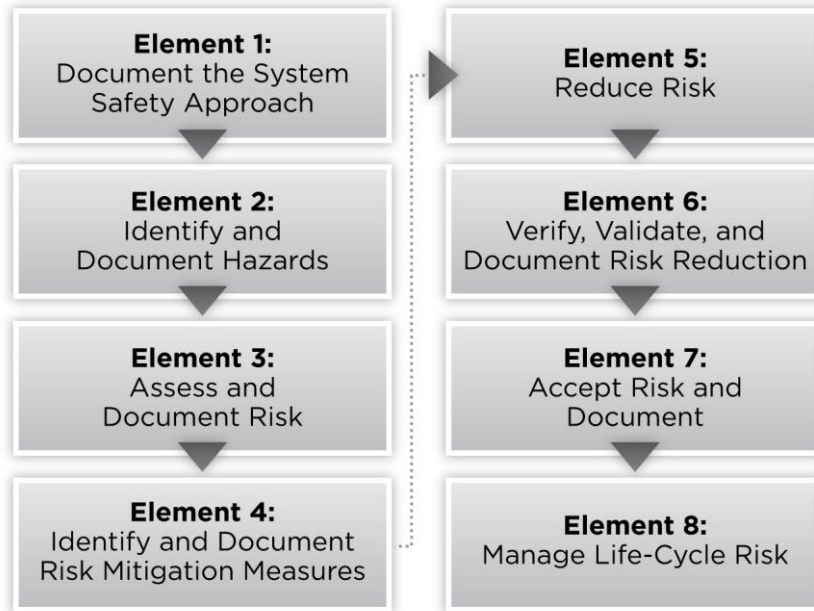 Element 1:
Document the System
Safety Approach
Element 2:
Identify and
Document Hazards
Element 3:
Assess and
Document Risk
Element 4:
Identify and Document
Risk Mitigation Measures
Element 5:
Reduce Risk
Element 6:
Verify, Validate, and
Document Risk Reduction
Element 7:
Accept Risk and
Document
Element 8:
Manage Life-Cycle Risk